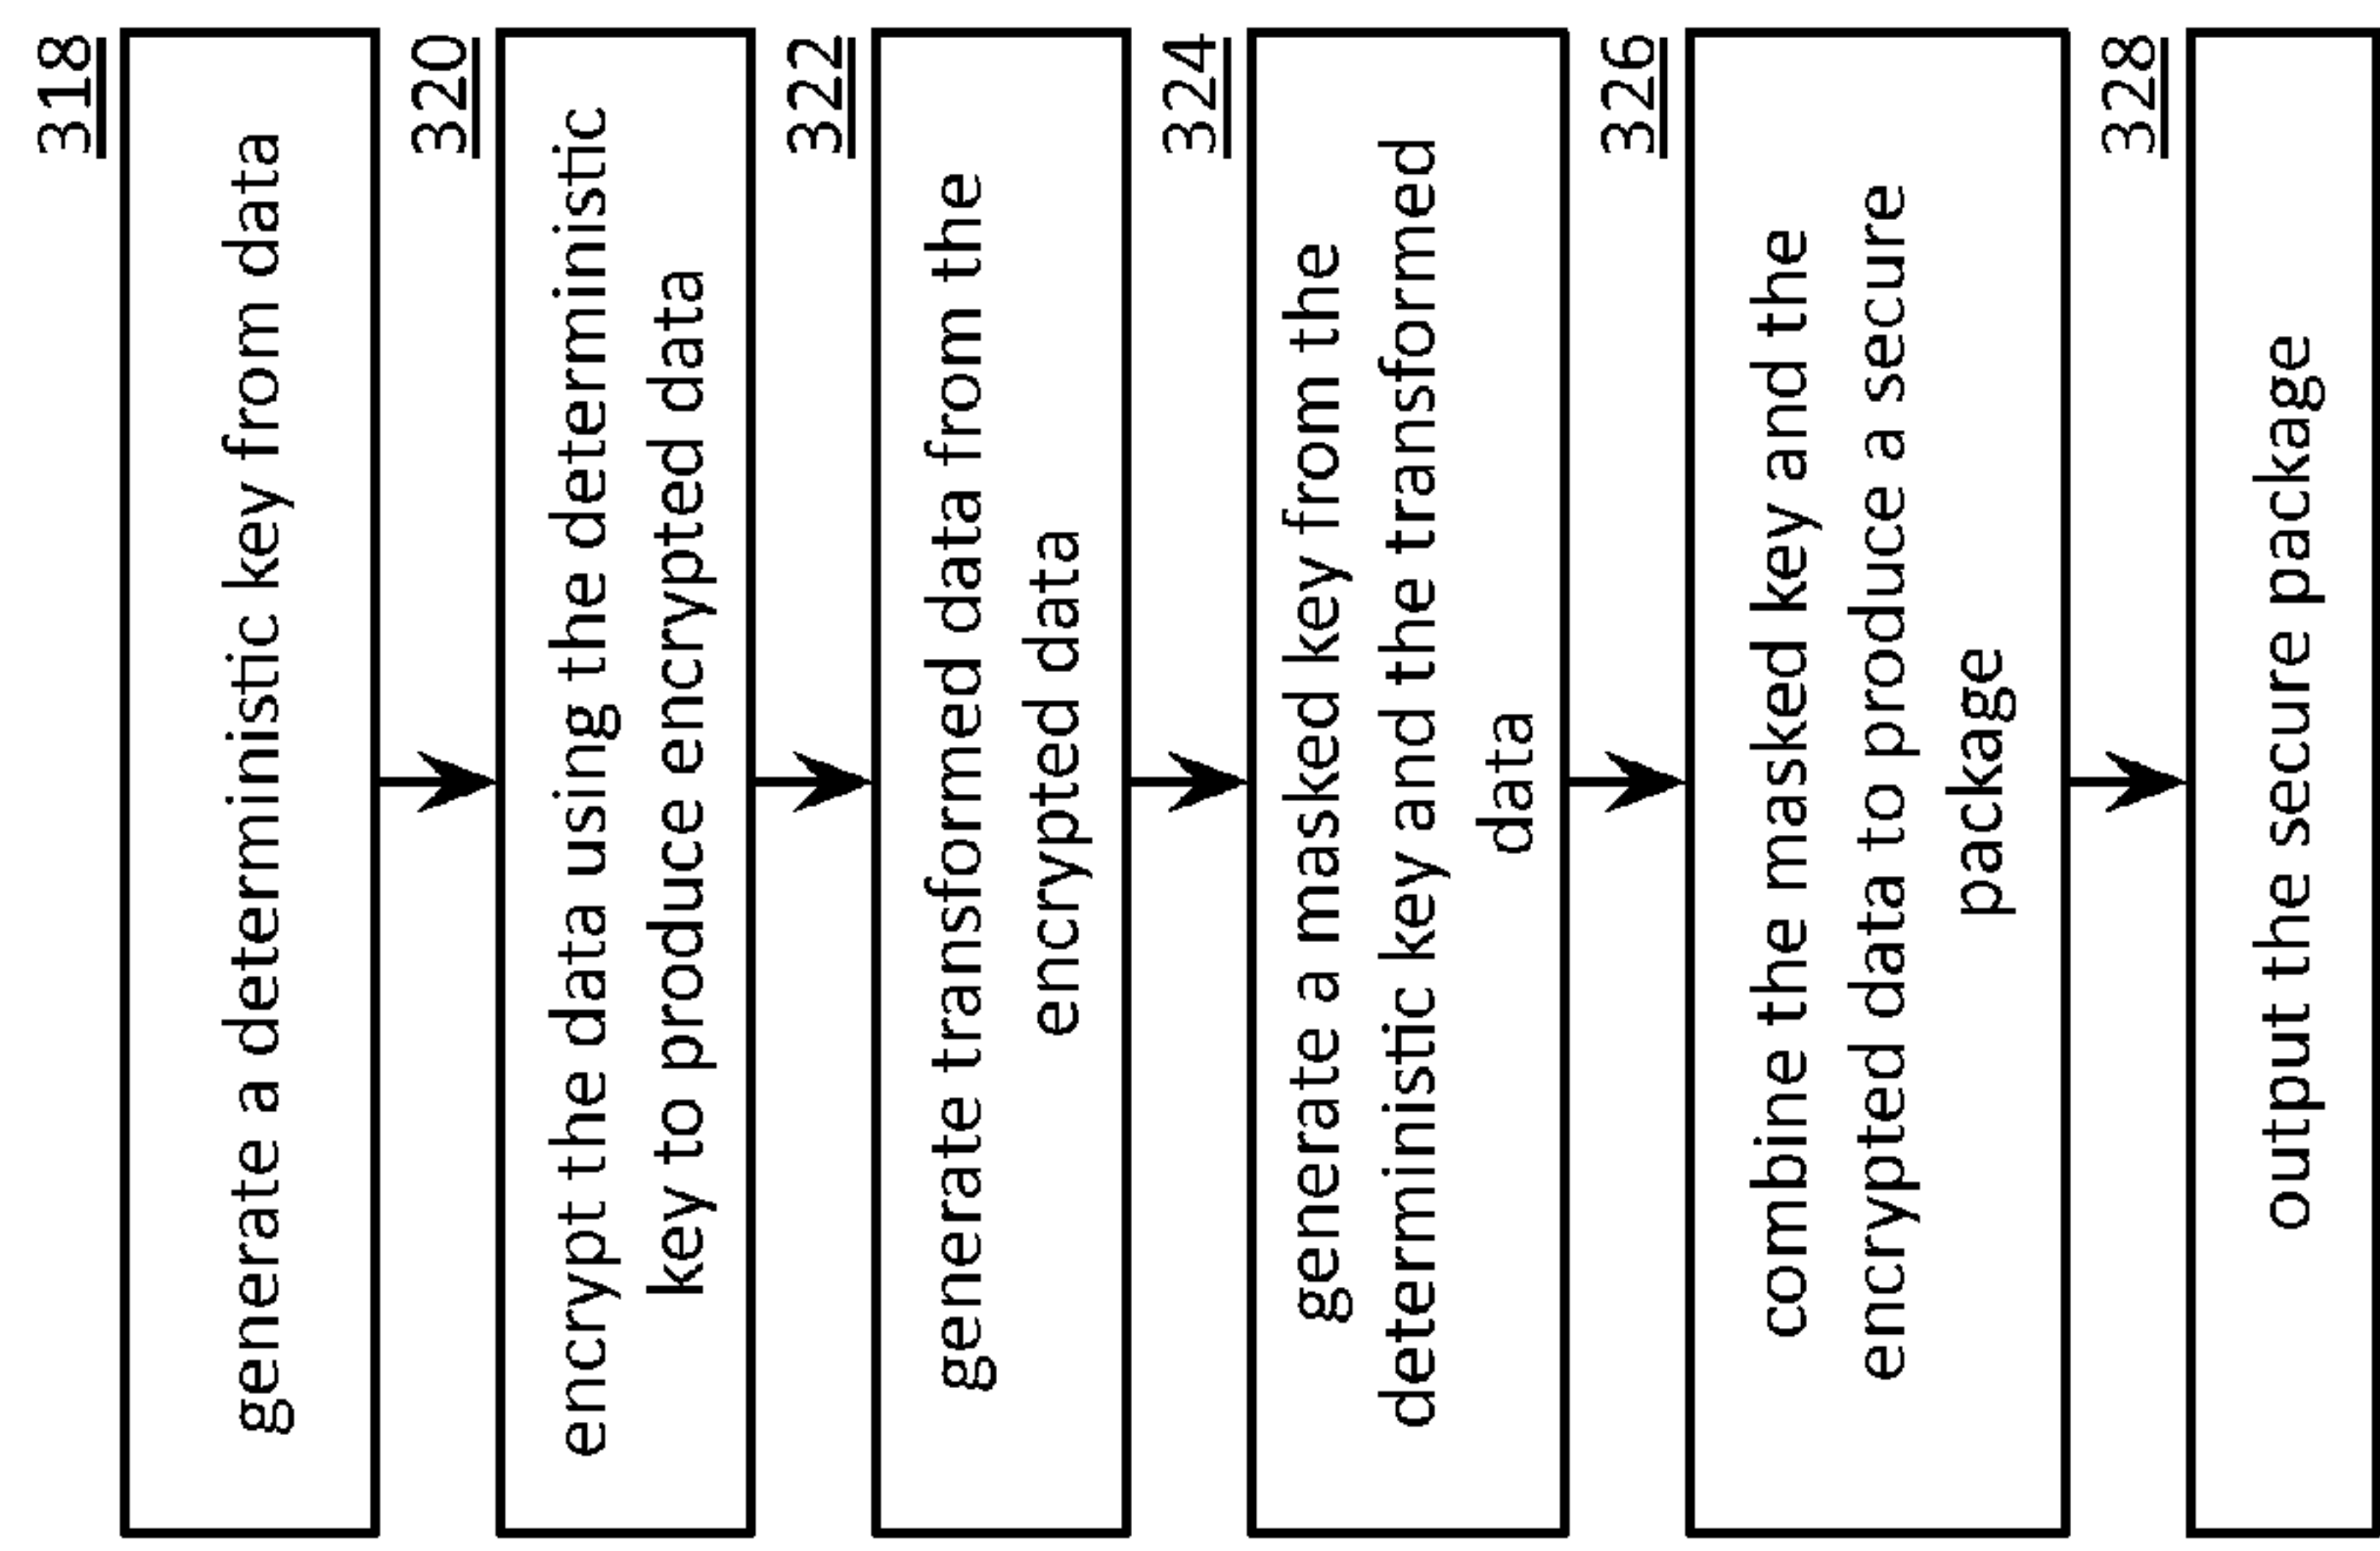 318
generate a deterministic key from data
320
encrypt the data using the deterministic
key to produce encrypted data
322
generate transformed data from the
encrypted data
324
generate a masked key from the
deterministic key and the transformed
data
326
combine the masked key and the
encrypted data to produce a secure
package
328
output the secure package